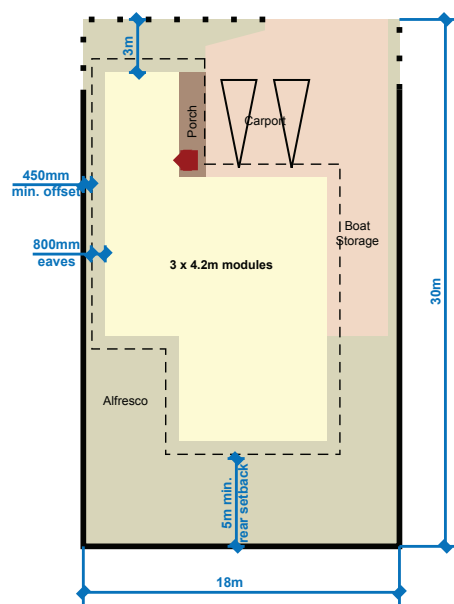 3m
Porch
Carport
450mm
min. offset
Boat
Storage
800mm
eaves
3 x 4.2m modules
30m
Alfresco
5m min.
rear setback
18m